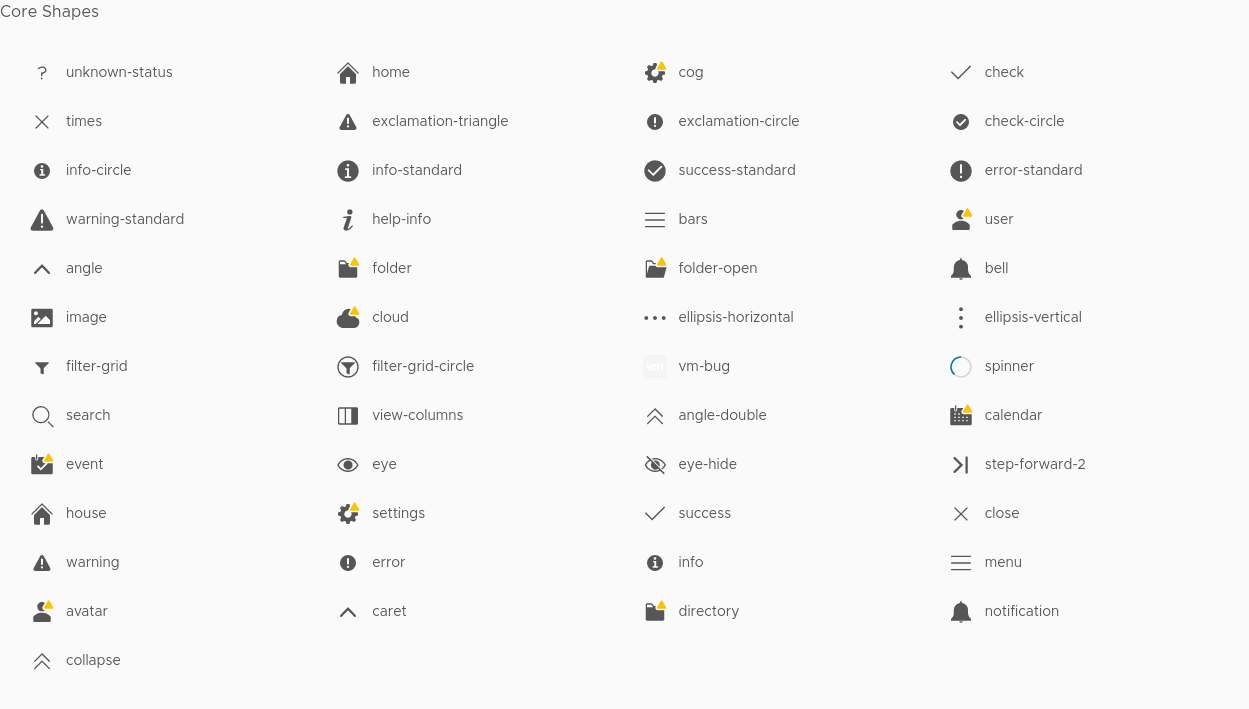 Core Shapes
? unknown-status home cog check
times exclamation-triangle exclamation-circle check-circle
info-circle info-standard success-standard error-standard
warning-standard help-info bars user
angle folder folder-open bell
image cloud ellipsis-horizontal ellipsis-vertical
filter-grid filter-grid-circle vm vm-bug spinner
search view-columns angle-double calendar
event eye eye-hide step-forward-2
house settings success close
warning error info menu
avatar caret directory notification
collapse